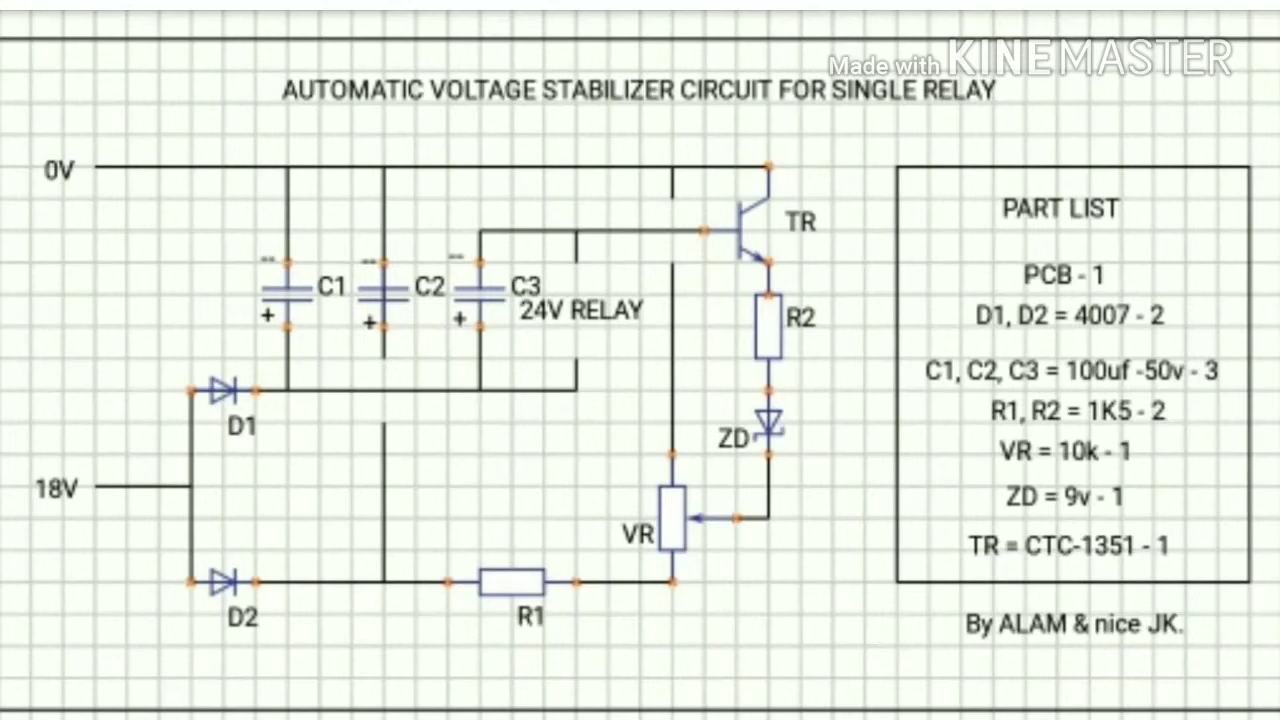 Made with KINEMASTER
AUTOMATIC VOLTAGE STABILIZER CIRCUIT FOR SINGLE RELAY
0V
TR
PART LIST
-- -- --
C1 C2 C3
+ + +
24V RELAY
R2
PCB - 1
D1, D2 = 4007 - 2
C1, C2, C3 = 100uf -50v - 3
R1, R2 = 1K5 - 2
D1
ZD
VR = 10k - 1
18V
ZD = 9v - 1
VR
TR = CTC-1351 - 1
D2
R1
By ALAM & nice JK.